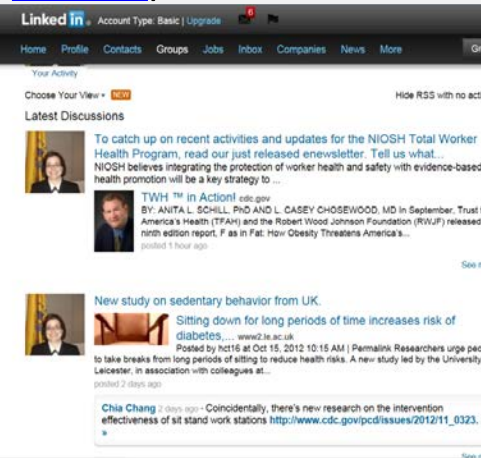 Linked in. Account Type: Basic | Upgrade 6
Home Profile Contacts Groups Jobs Inbox Companies News More Gr
Your Activity
Choose Your View NEW Hide RSS with no acti
Latest Discussions
To catch up on recent activities and updates for the NIOSH Total Worker
Health Program, read our just released enewsletter. Tell us what...
NIOSH believes integrating the protection of worker health and safety with evidence-based
health promotion will be a key strategy to ...
TWH ™ in Action! cdc.gov
BY: ANITA L. SCHILL, PhD AND L. CASEY CHOSEWOOD, MD In September, Trust f
America's Health (TFAH) and the Robert Wood Johnson Foundation (RWJF) released
ninth edition report, F as in Fat: How Obesity Threatens America's...
posted 1 hour ago
See m
New study on sedentary behavior from UK.
Sitting down for long periods of time increases risk of
diabetes,... www2.le.ac.uk
Posted by hct16 at Oct 15, 2012 10:15 AM | Permalink Researchers urge peo
to take breaks from long periods of sitting to reduce health risks. A new study led by the University
Leicester, in association with colleagues at...
posted 2 days ago
Chia Chang 2 days ago - Coincidentally, there's new research on the intervention
effectiveness of sit stand work stations http://www.cdc.gov/pcd/issues/2012/11_0323.
»
See m